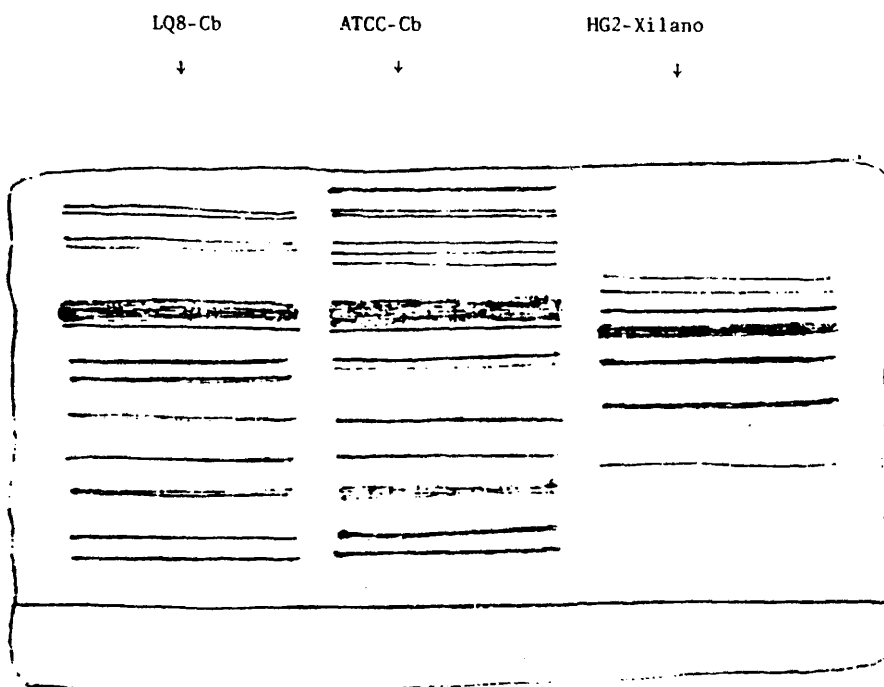 LQ8-Cb ATCC-Cb HG2-Xilano
↓ ↓ ↓